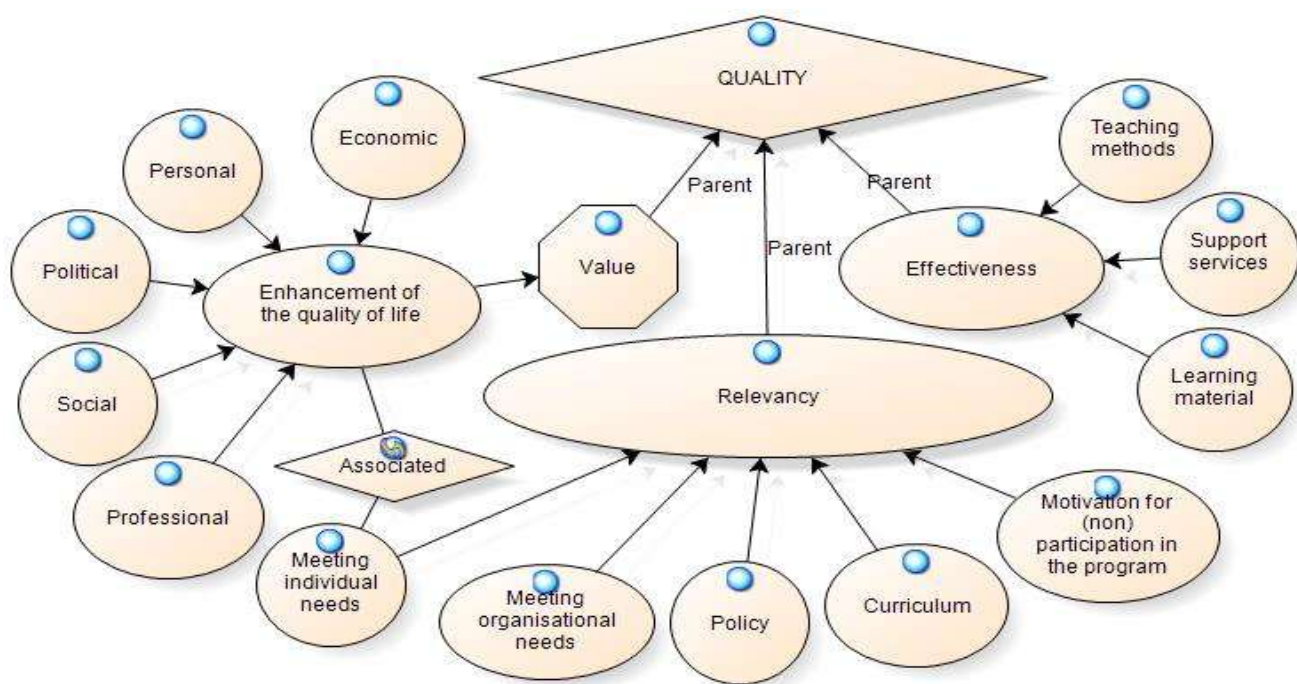 QUALITY
Economic
Personal
Teaching
methods
Parent
Parent
Parent
Political
Value
Effectiveness
Support
services
Enhancement of
the quality of life
Learning
material
Social
Relevancy
Associated
Professional
Meeting
individual
needs
Meeting
organisational
needs
Policy
Curriculum
Motivation for
(non)
participation in
the program